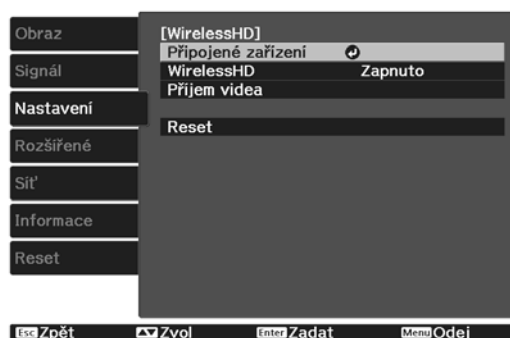 Obraz
Signál
Nastavení
Rozšířené
Síť
Informace
Reset
[WirelessHD]
Připojené zařízení
WirelessHD Zapnuto
Příjem videa
Reset
Esc Zpět Zvol Enter Zadat Menu Odej